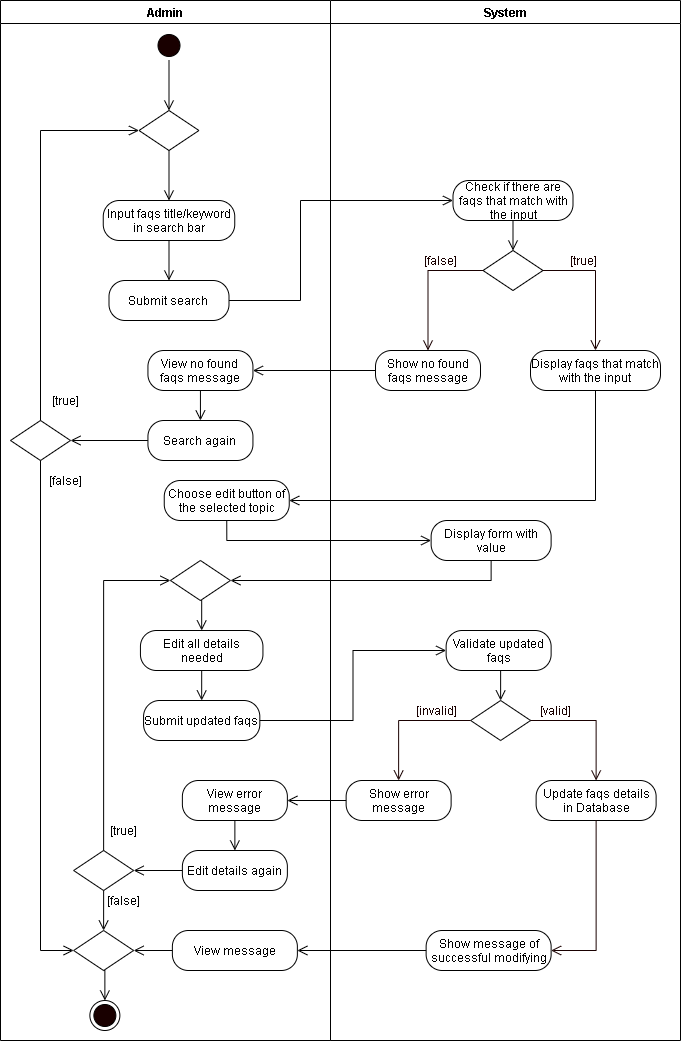 Admin
System
Input faqs title/keyword
in search bar
Check if there are
faqs that match with
the input
Submit search
[false]
[true]
View no found
faqs message
Show no found
faqs message
Display faqs that match
with the input
[true]
Search again
[false]
Choose edit button of
the selected topic
Display form with
value
Edit all details
needed
Validate updated
faqs
Submit updated faqs
[invalid]
[valid]
View error
message
Show error
message
Update faqs details
in Database
[true]
Edit details again
[false]
View message
Show message of
successful modifying